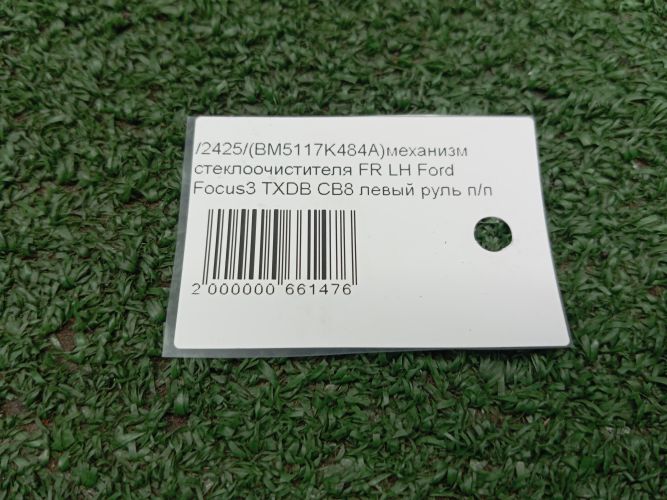 /2425/(BM5117K484A)механизм
стеклоочистителя FR LH Ford
Focus3 TXDB CB8 левый руль п/п
2 000000 661476